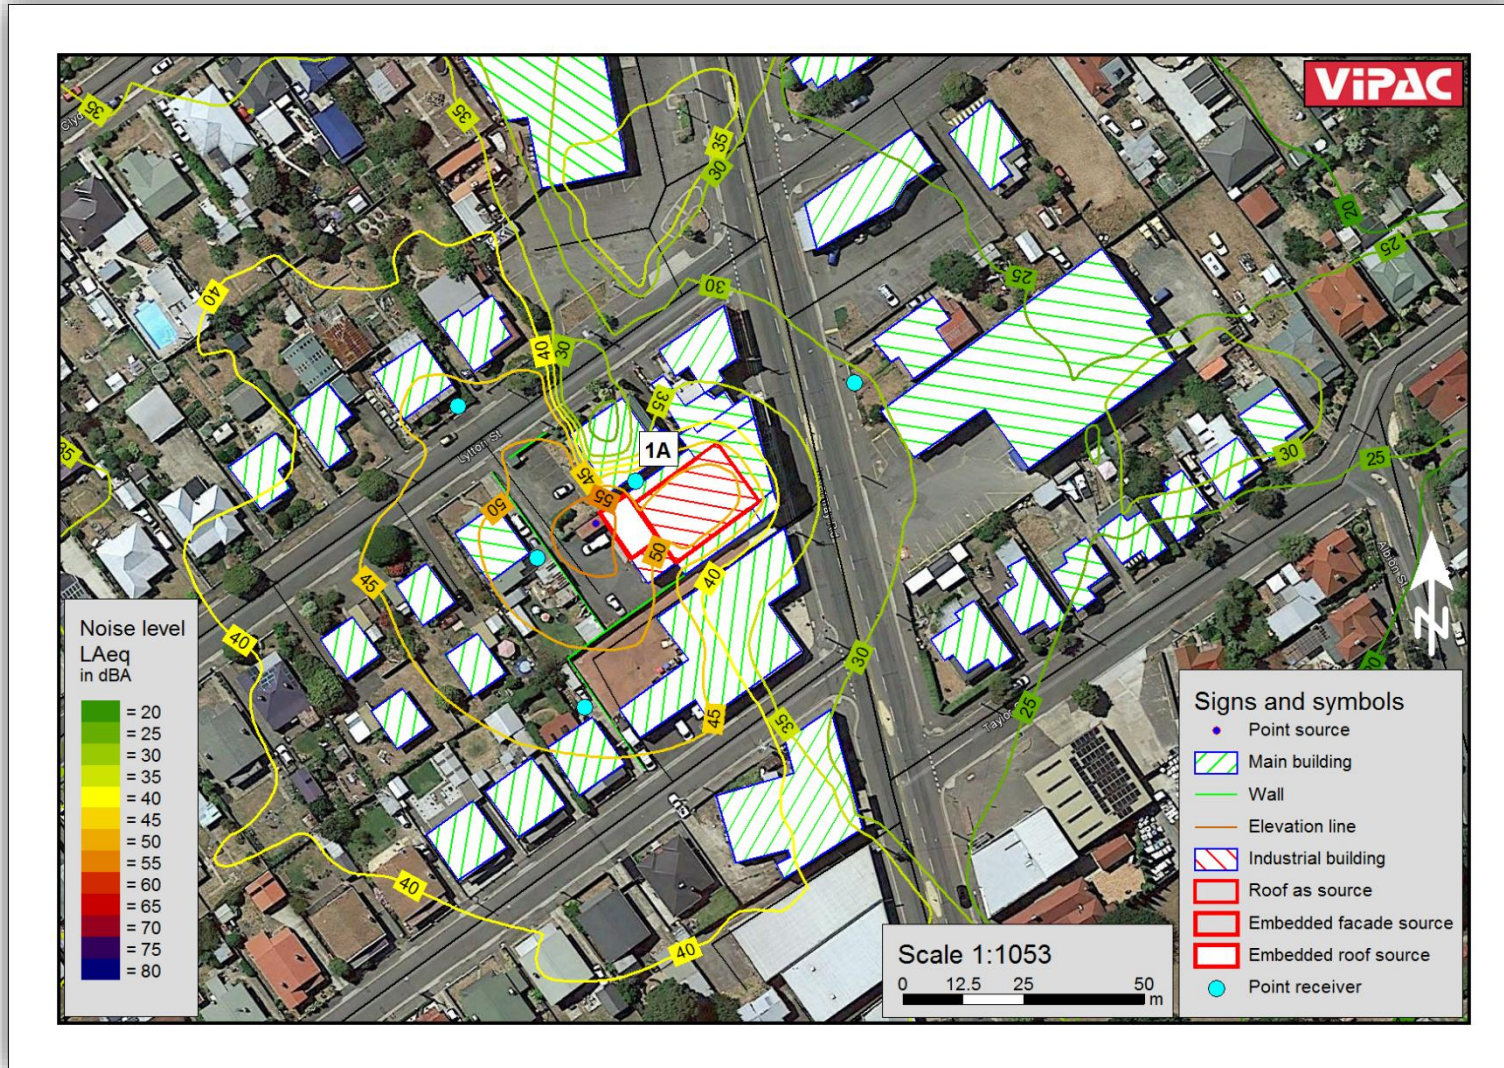 ViPAC
35
35
35
30
20
25
25
40
30
40
30
35
1A
45
55
50
50
40
45
40
30
25
30
25
45
35
40
40
35
Lytton St
Albion St
Noise level
LAeq
in dBA
= 20
= 25
= 30
= 35
= 40
= 45
= 50
= 55
= 60
= 65
= 70
= 75
= 80
N
Signs and symbols
Point source
Main building
Wall
Elevation line
Industrial building
Roof as source
Embedded facade source
Embedded roof source
Point receiver
Scale 1:1053
0 12.5 25 50
m